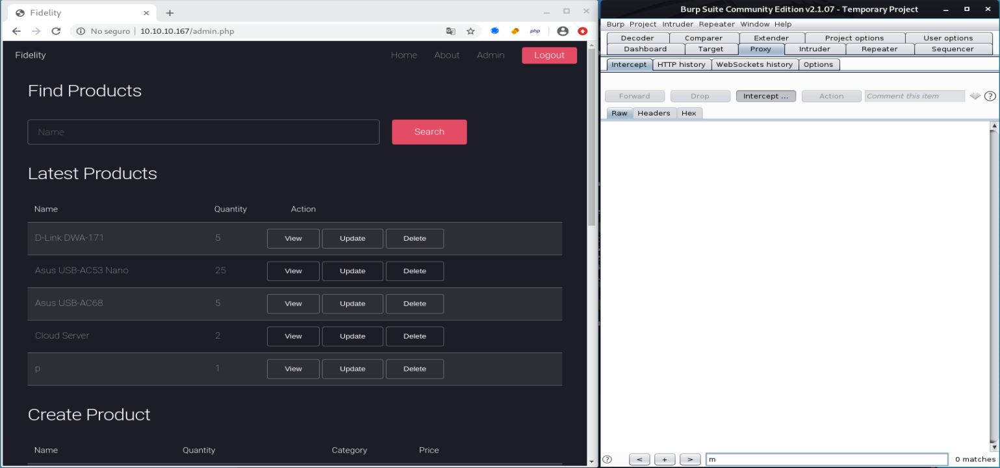 Fidelity
No seguro | 10.10.10.167/admin.php
php
Fidelity
Home About Admin Logout
Find Products
Name Search
Latest Products
Name Quantity Action
D-Link DWA-171 5 View Update Delete
Asus USB-AC53 Nano 25 View Update Delete
Asus USB-AC68 5 View Update Delete
Cloud Server 2 View Update Delete
p 1 View Update Delete
Create Product
Name Quantity Category Price
Burp Suite Community Edition v2.1.07 - Temporary Project
Burp Project Intruder Repeater Window Help
Decoder Comparer Extender Project options User options
Dashboard Target Proxy Intruder Repeater Sequencer
Intercept HTTP history WebSockets history Options
Forward Drop Intercept ... Action Comment this item ?
Raw Headers Hex
? < + > m 0 matches